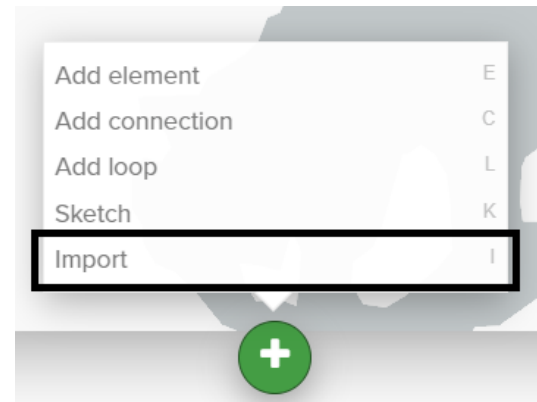 Add element E
Add connection C
Add loop L
Sketch K
Import I